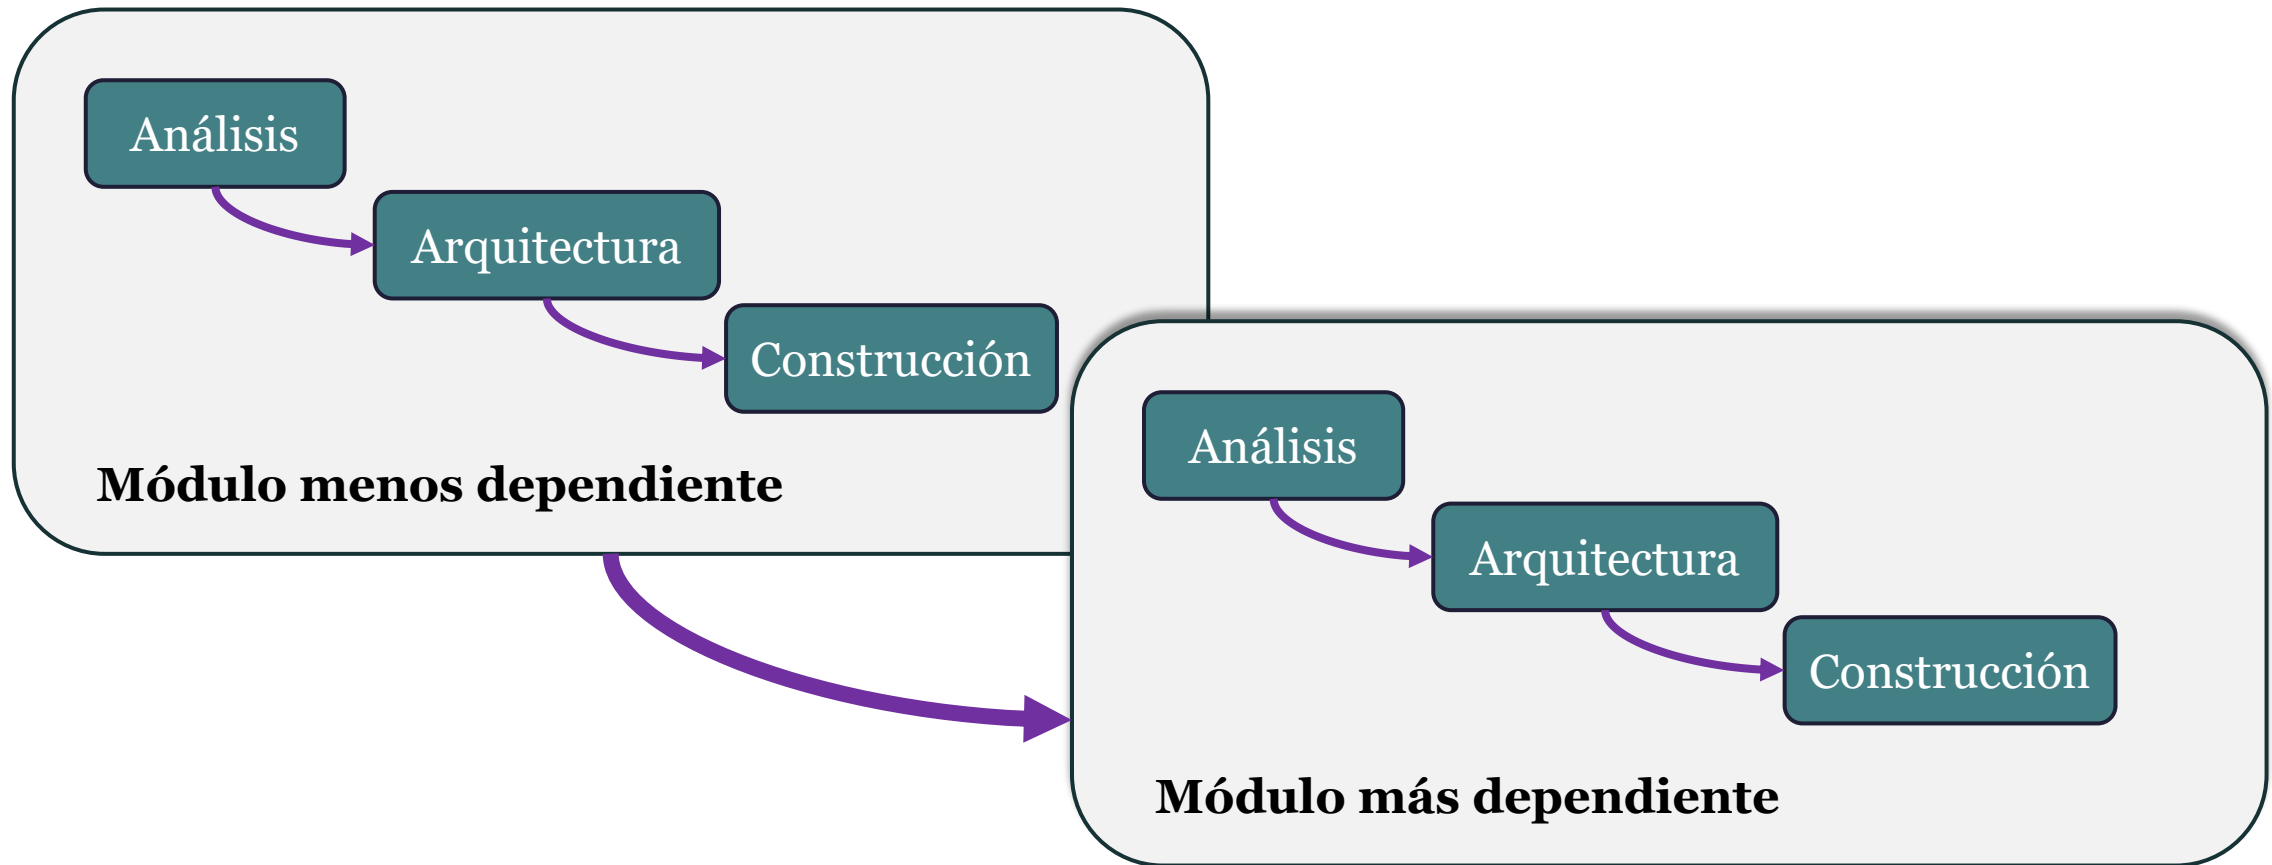 Análisis
Arquitectura
Construcción
Módulo menos dependiente
Análisis
Arquitectura
Construcción
Módulo más dependiente